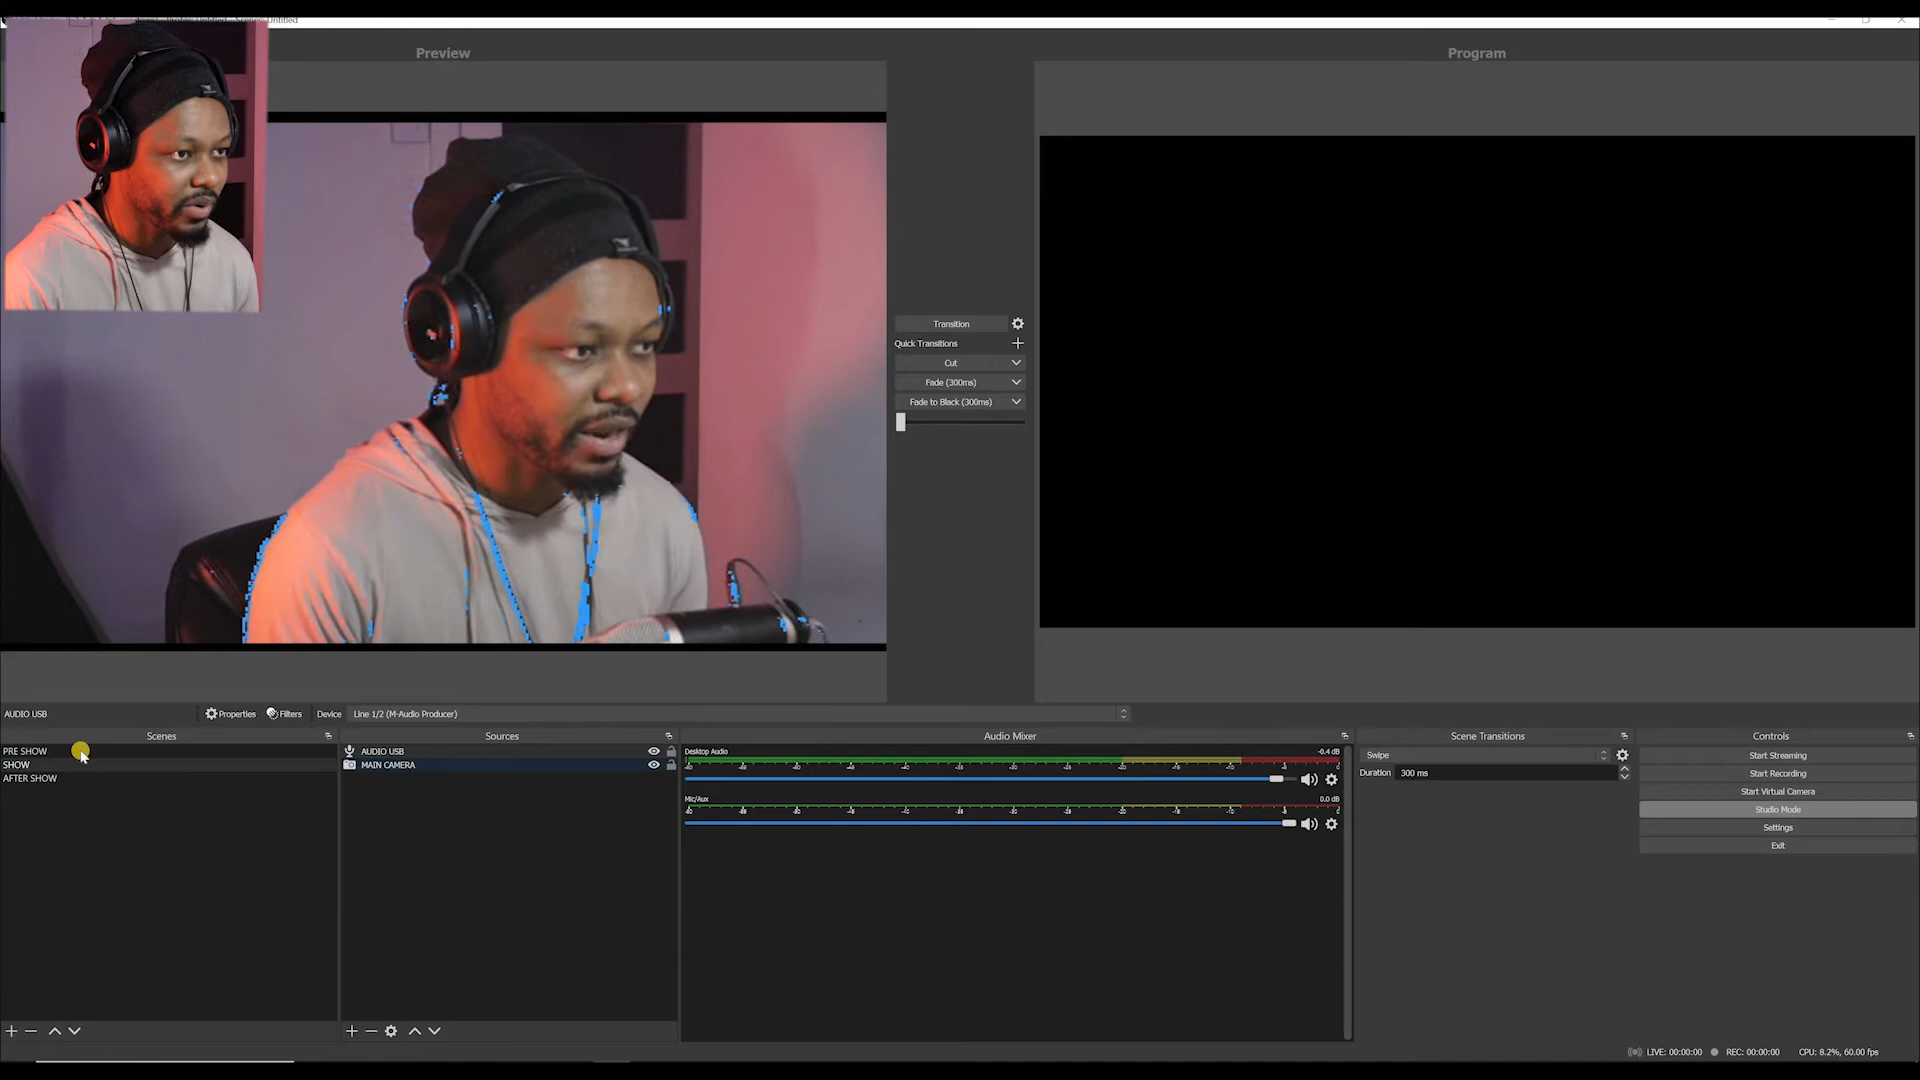 Untitled
Preview
Program
Transition
Quick Transitions
Cut
Fade (300ms)
Fade to Black (300ms)
AUDIO USB
Properties
Filters
Device
Line 1/2 (M-Audio Producer)
Scenes
Sources
Audio Mixer
Scene Transitions
Controls
PRE SHOW
SHOW
AFTER SHOW
AUDIO USB
MAIN CAMERA
Desktop Audio
-0.4 dB
Mic/Aux
0.0 dB
Swipe
Duration
300 ms
Start Streaming
Start Recording
Start Virtual Camera
Studio Mode
Settings
Exit
LIVE: 00:00:00
REC: 00:00:00
CPU: 8.2%, 60.00 fps